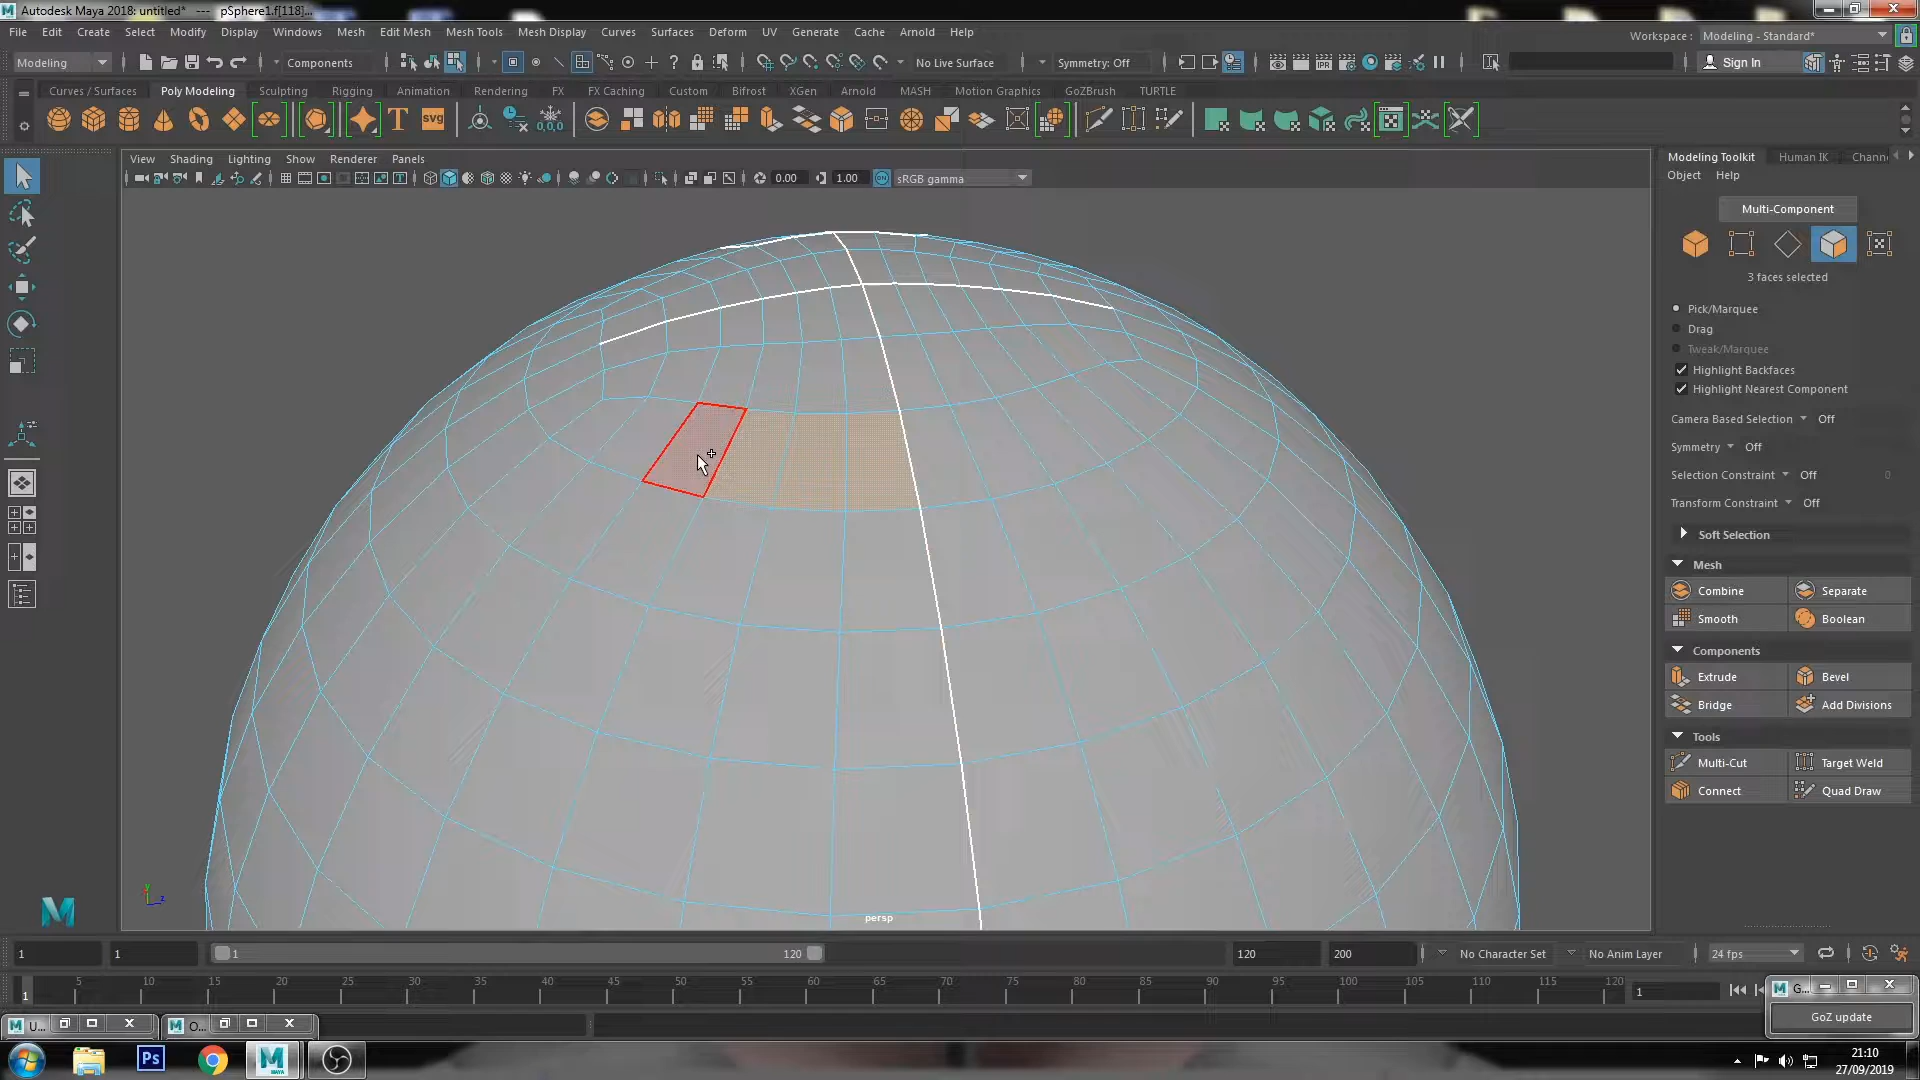 Autodesk Maya 2018: untitled* --- pSphere1.f[118]...
File Edit Create Select Modify Display Windows Mesh Edit Mesh Mesh Tools Mesh Display Curves Surfaces Deform UV Generate Cache Arnold Help
Workspace : Modeling - Standard*
Modeling Components No Live Surface Symmetry: Off Sign In
Curves / Surfaces Poly Modeling Sculpting Rigging Animation Rendering FX FX Caching Custom Bifrost XGen Arnold MASH Motion Graphics GoZBrush TURTLE
T svg 0,0,0
View Shading Lighting Show Renderer Panels
0.00 1.00 ON sRGB gamma
Modeling Toolkit Human IK Chann
Object Help
Multi-Component
3 faces selected
Pick/Marquee
Drag
Tweak/Marquee
Highlight Backfaces
Highlight Nearest Component
Camera Based Selection Off
Symmetry Off
Selection Constraint Off 0
Transform Constraint Off
Soft Selection
Mesh
Combine Separate
Smooth Boolean
Components
Extrude Bevel
Bridge Add Divisions
Tools
Multi-Cut Target Weld
Connect Quad Draw
y z
persp
1 1 1 120 120 200 No Character Set No Anim Layer 24 fps
1 5 10 15 20 25 30 35 40 45 50 55 60 65 70 75 80 85 90 95 100 105 110 115 120 1
G...
GoZ update
U... O...
Ps MAYA
21:10
27/09/2019